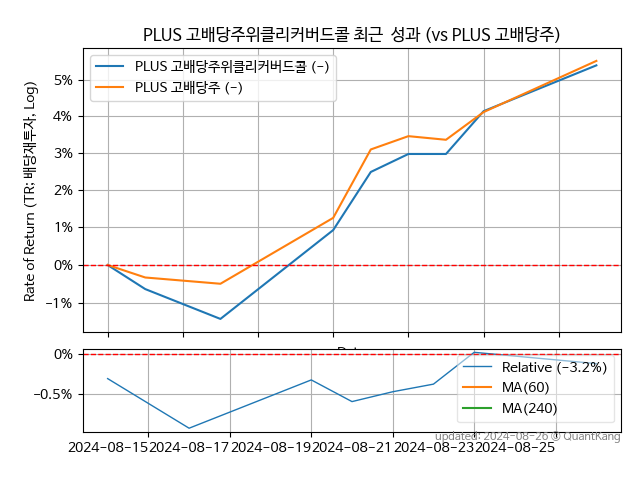 PLUS 고배당주위클리커버드콜 최근 성과 (vs PLUS 고배당주)
PLUS 고배당주위클리커버드콜 (-)
PLUS 고배당주 (-)
Rate of Return (TR: 배당재투자, Log)
5%
4%
3%
2%
1%
0%
-1%
0%
-0.5%
Relative (-3.2%)
MA(60)
MA(240)
updated: 2024-08-26 © QuantKang
2024-08-15 2024-08-17 2024-08-19 2024-08-21 2024-08-23 2024-08-25